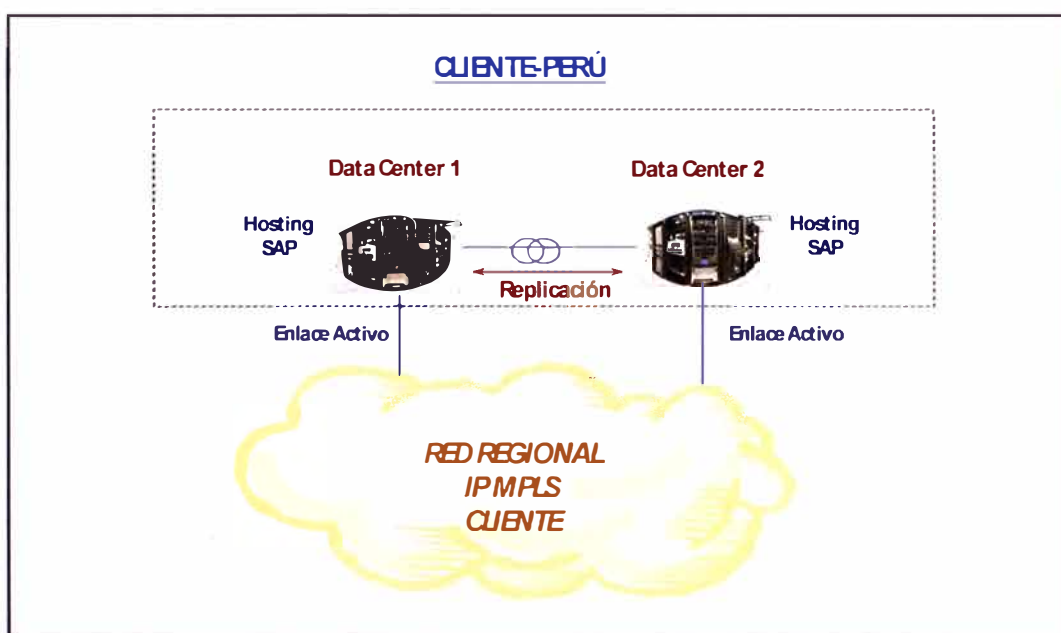 CLIENTE-PERÚ
Data Center 1
Data Center 2
Hosting
SAP
Hosting
SAP
Replicación
Enlace Activo
Enlace Activo
RED REGIONAL
IP MPLS
CLIENTE